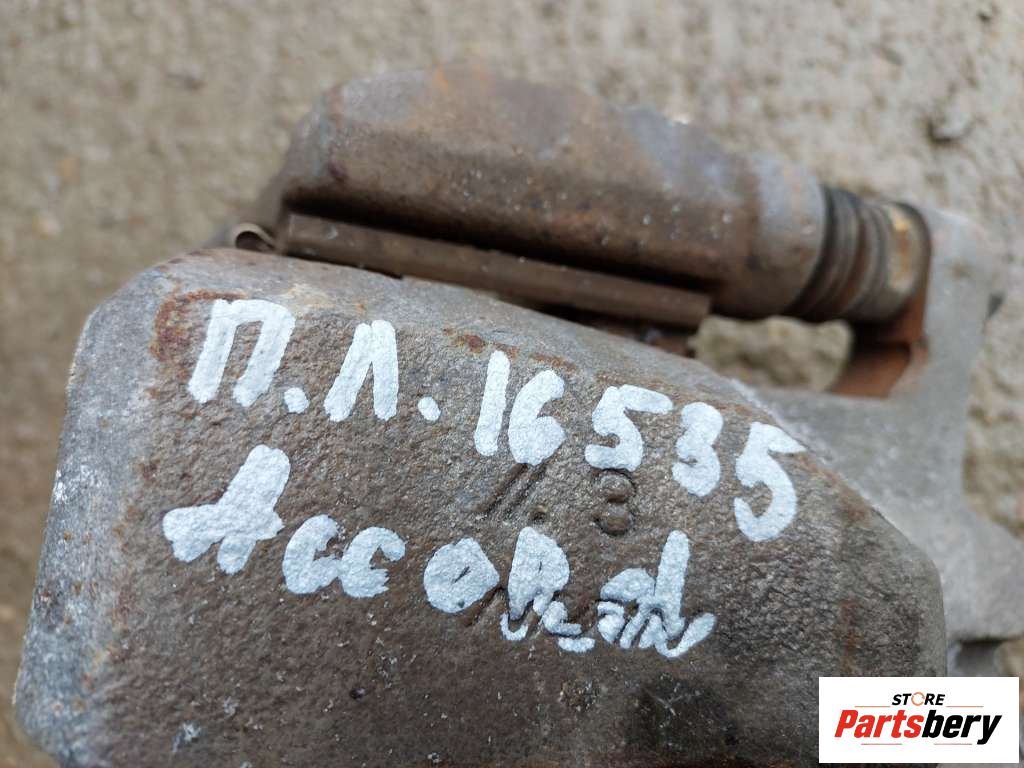 П.Л. 16535
Accord
STORE
Partsbery